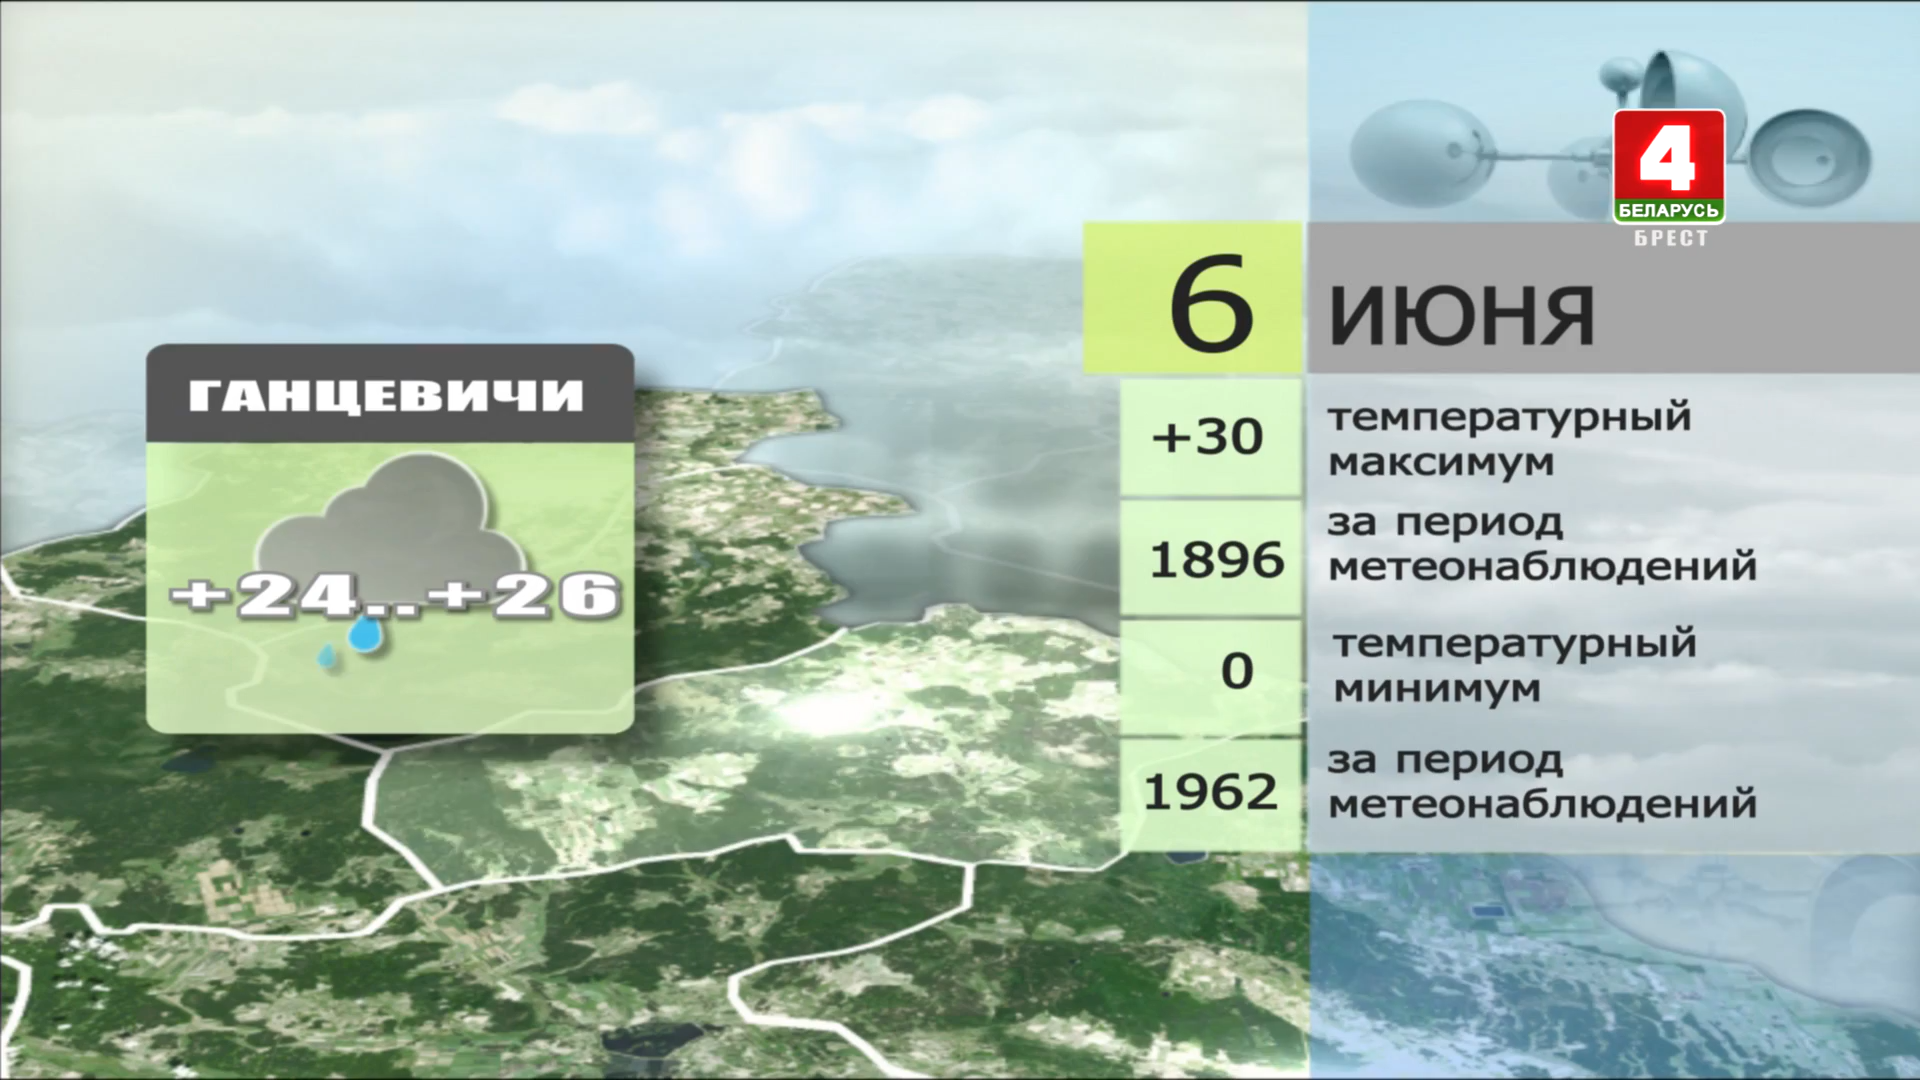 4
БЕЛАРУСЬ
БРЕСТ
6 ИЮНЯ
ГАНЦЕВИЧИ
+24..+26
+30
температурный
максимум
1896
за период
метеонаблюдений
0
температурный
минимум
1962
за период
метеонаблюдений